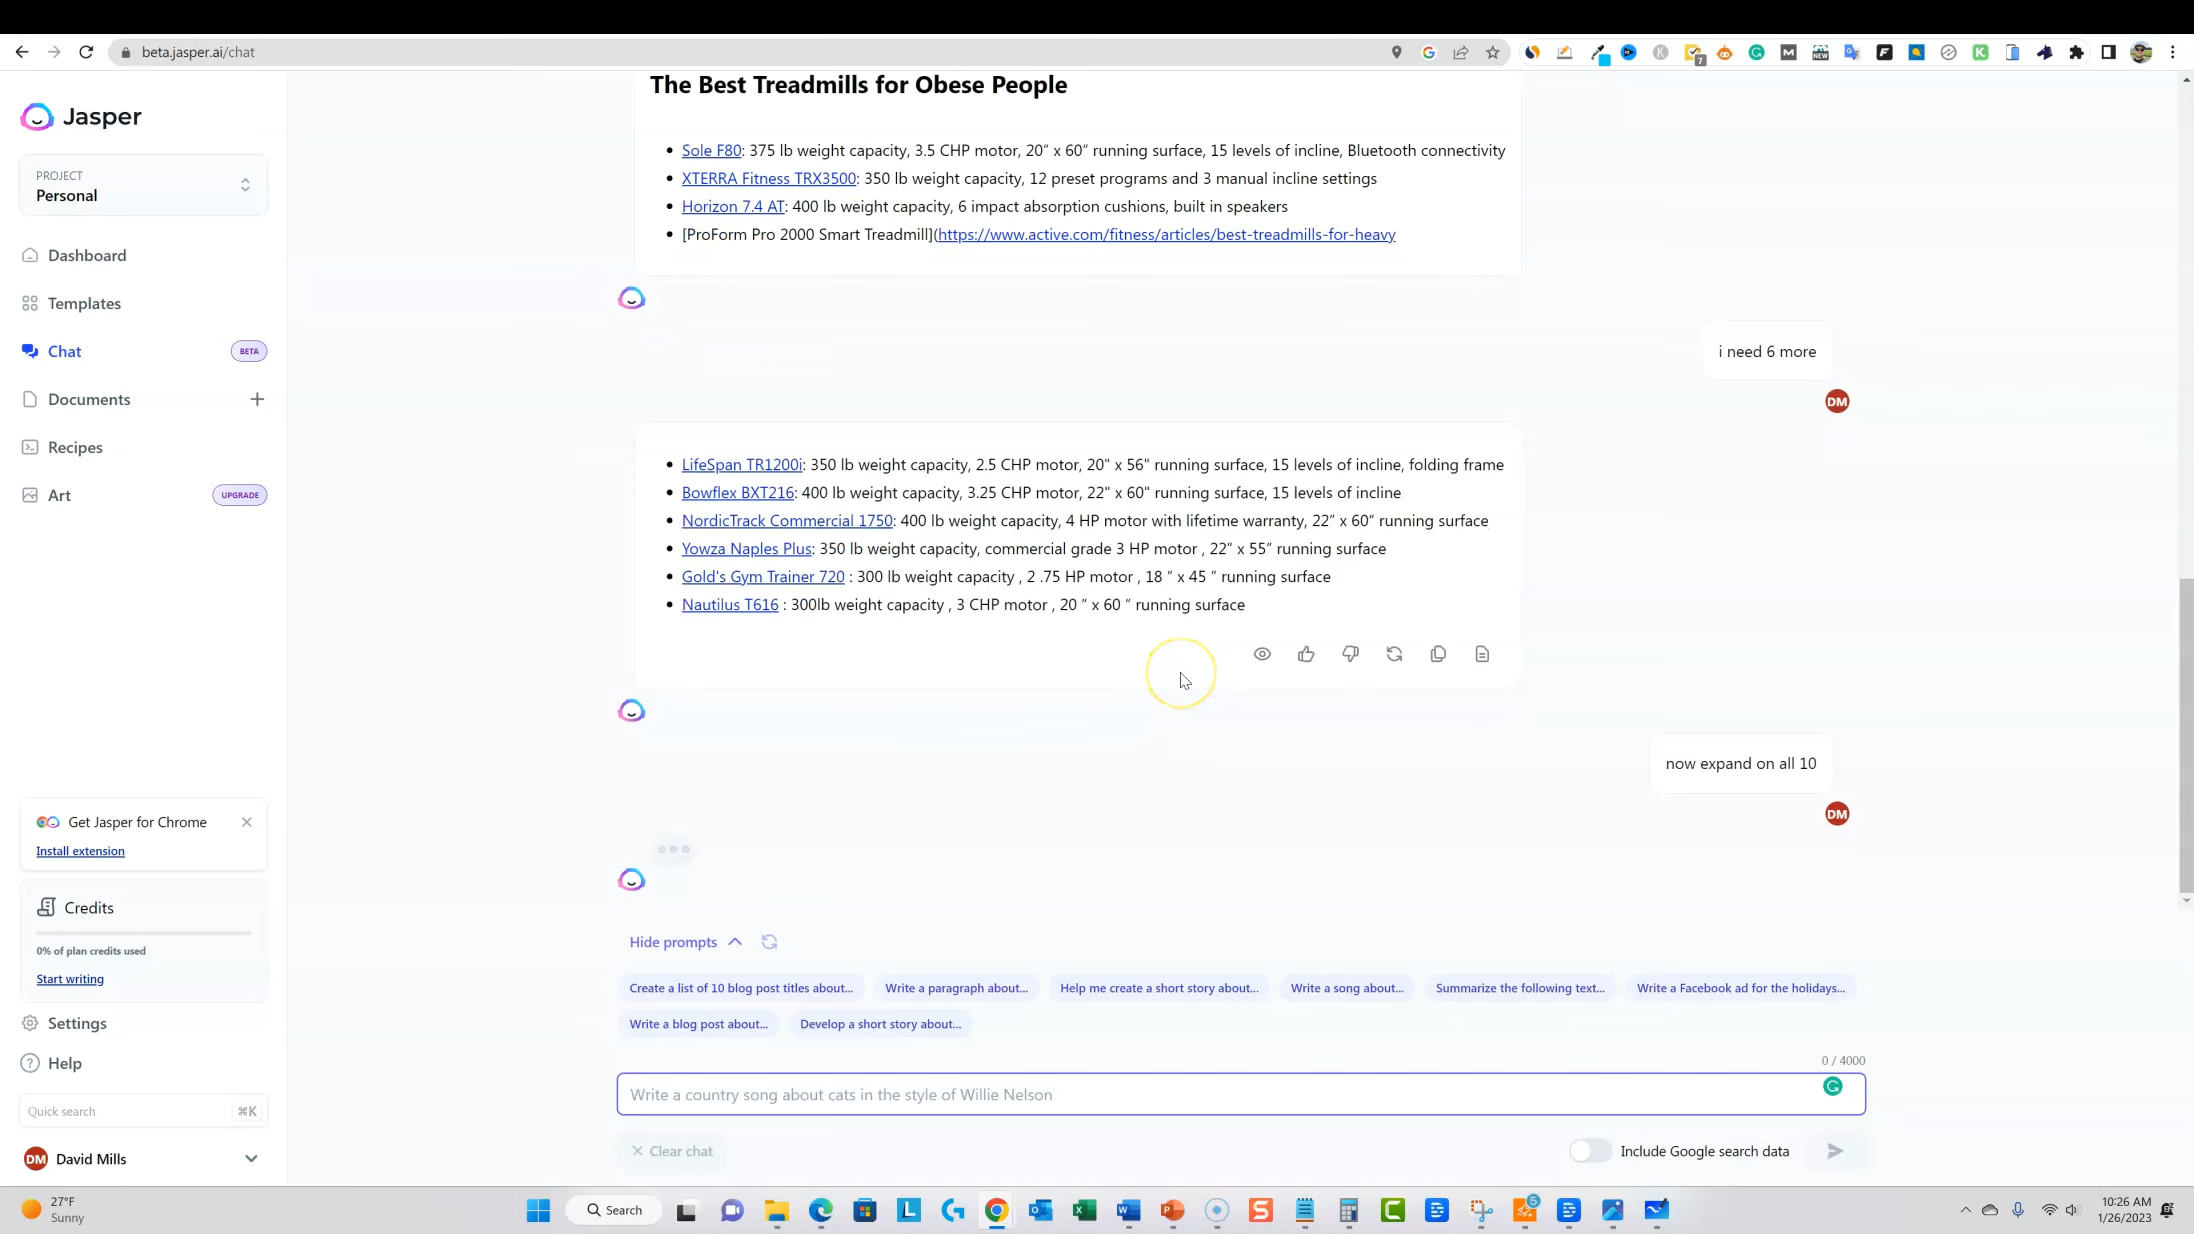 beta.jasper.ai/chat
7
NEW
Jasper
PROJECT
Personal
Dashboard
Templates
Chat
BETA
Documents
Recipes
Art
UPGRADE
Get Jasper for Chrome
Install extension
Credits
0% of plan credits used
Start writing
Settings
Help
Quick search
⌘K
DM
David Mills
The Best Treadmills for Obese People
• Sole F80: 375 lb weight capacity, 3.5 CHP motor, 20” x 60” running surface, 15 levels of incline, Bluetooth connectivity
• XTERRA Fitness TRX3500: 350 lb weight capacity, 12 preset programs and 3 manual incline settings
• Horizon 7.4 AT: 400 lb weight capacity, 6 impact absorption cushions, built in speakers
• [ProForm Pro 2000 Smart Treadmill](https://www.active.com/fitness/articles/best-treadmills-for-heavy
i need 6 more
DM
• LifeSpan TR1200i: 350 lb weight capacity, 2.5 CHP motor, 20" x 56" running surface, 15 levels of incline, folding frame
• Bowflex BXT216: 400 lb weight capacity, 3.25 CHP motor, 22" x 60" running surface, 15 levels of incline
• NordicTrack Commercial 1750: 400 lb weight capacity, 4 HP motor with lifetime warranty, 22” x 60” running surface
• Yowza Naples Plus: 350 lb weight capacity, commercial grade 3 HP motor , 22” x 55” running surface
• Gold's Gym Trainer 720 : 300 lb weight capacity , 2 .75 HP motor , 18 ” x 45 “ running surface
• Nautilus T616 : 300lb weight capacity , 3 CHP motor , 20 ” x 60 “ running surface
now expand on all 10
DM
Hide prompts
Create a list of 10 blog post titles about...
Write a paragraph about...
Help me create a short story about...
Write a song about...
Summarize the following text...
Write a Facebook ad for the holidays...
Write a blog post about...
Develop a short story about...
0 / 4000
Write a country song about cats in the style of Willie Nelson
Clear chat
Include Google search data
27°F
Sunny
Search
5
10:26 AM
1/26/2023